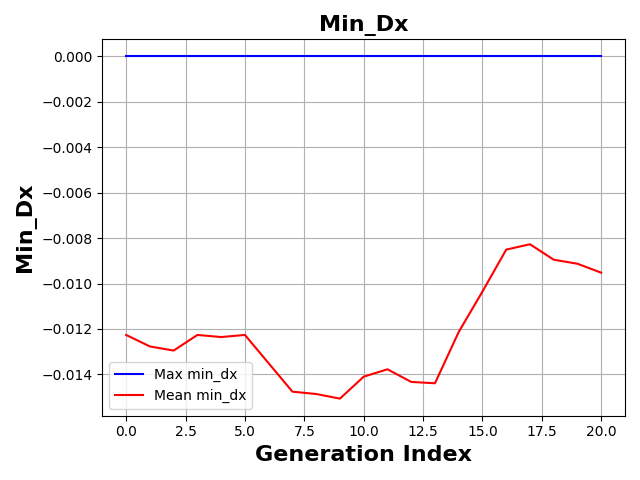 Min_Dx
Min_Dx
0.000
−0.002
−0.004
−0.006
−0.008
−0.010
−0.012
−0.014
Max min_dx
Mean min_dx
0.0 2.5 5.0 7.5 10.0 12.5 15.0 17.5 20.0
Generation Index